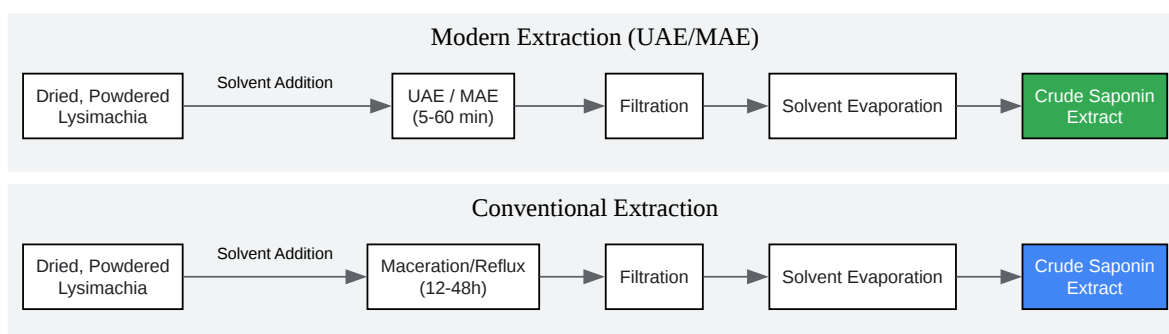 Modern Extraction (UAE/MAE)
Dried, Powdered
Lysimachia
Solvent Addition
UAE / MAE
(5-60 min)
Filtration
Solvent Evaporation
Crude Saponin
Extract
Conventional Extraction
Dried, Powdered
Lysimachia
Solvent Addition
Maceration/Reflux
(12-48h)
Filtration
Solvent Evaporation
Crude Saponin
Extract